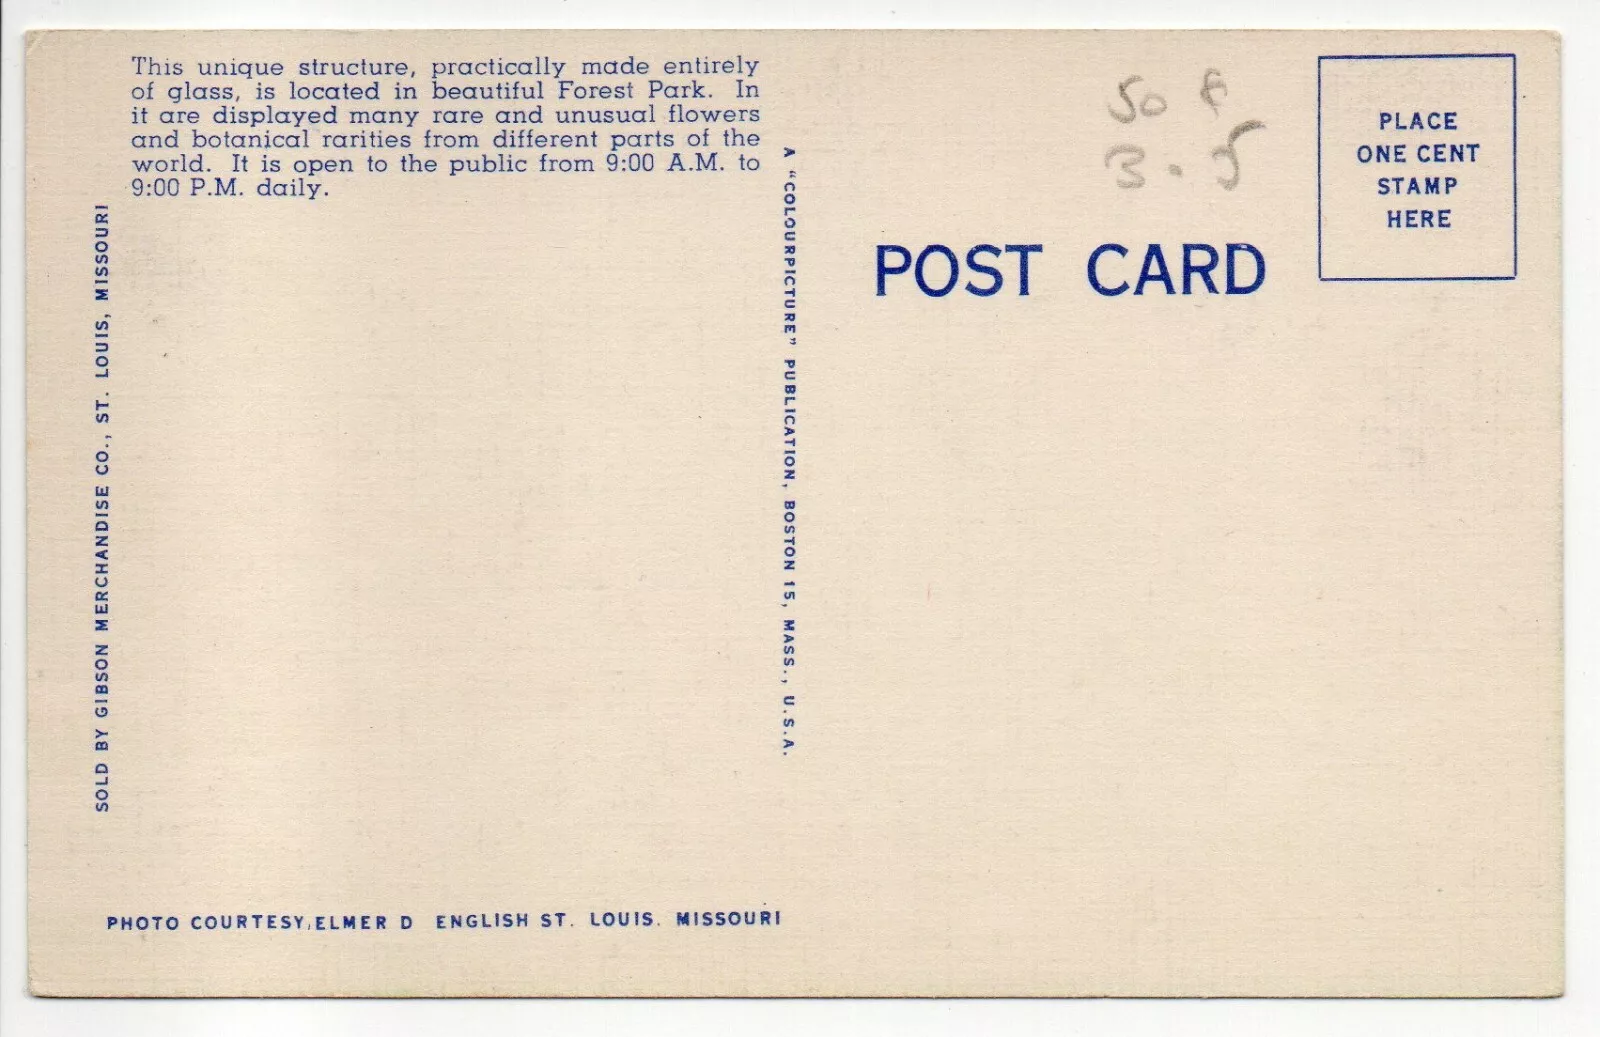 This unique structure, practically made entirely
of glass, is located in beautiful Forest Park. In
it are displayed many rare and unusual flowers
and botanical rarities from different parts of the
world. It is open to the public from 9:00 A.M. to
9:00 P.M. daily.
SOLD BY GIBSON MERCHANDISE CO., ST. LOUIS, MISSOURI
PHOTO COURTESY, ELMER D ENGLISH ST. LOUIS. MISSOURI
A "COLOURPICTURE" PUBLICATION, BOSTON 15, MASS., U.S.A.
50
POST CARD
PLACE
ONE CENT
STAMP
HERE